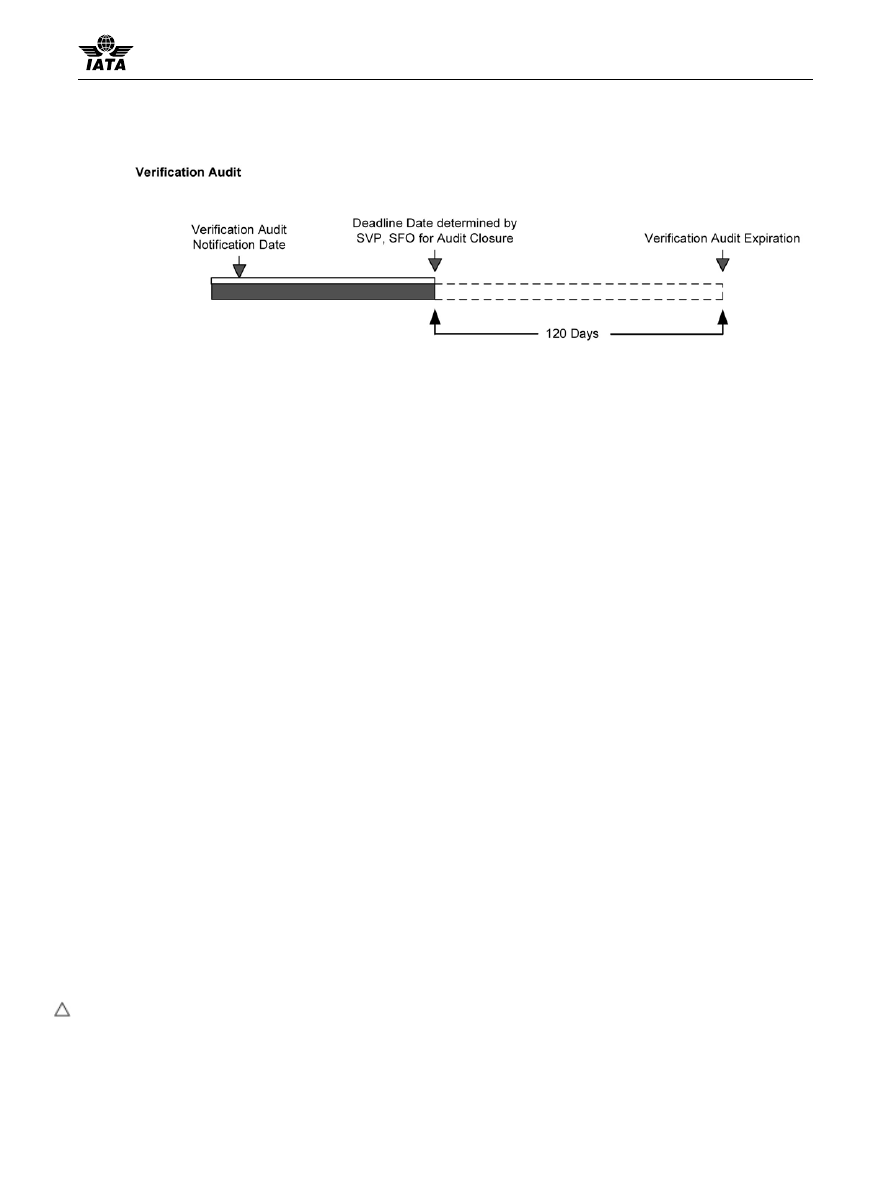 IATA
Verification Audit
Verification Audit
Notification Date
Deadline Date determined by
SVP, SFO for Audit Closure
Verification Audit Expiration
120 Days